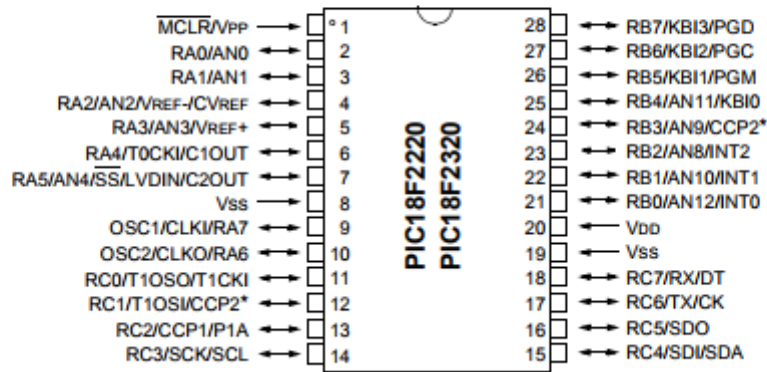 MCLR/VPP 1 28 RB7/KBI3/PGD
RA0/AN0 2 27 RB6/KBI2/PGC
RA1/AN1 3 26 RB5/KBI1/PGM
RA2/AN2/VREF-/CVREF 4 25 RB4/AN11/KBI0
RA3/AN3/VREF+ 5 24 RB3/AN9/CCP2*
RA4/T0CKI/C1OUT 6 23 RB2/AN8/INT2
RA5/AN4/SS/LVDIN/C2OUT 7 22 RB1/AN10/INT1
VSS 8 21 RB0/AN12/INT0
OSC1/CLKI/RA7 9 20 VDD
OSC2/CLKO/RA6 10 19 VSS
RC0/T1OSO/T1CKI 11 18 RC7/RX/DT
RC1/T1OSI/CCP2* 12 17 RC6/TX/CK
RC2/CCP1/P1A 13 16 RC5/SDO
RC3/SCK/SCL 14 15 RC4/SDI/SDA
PIC18F2220
PIC18F2320